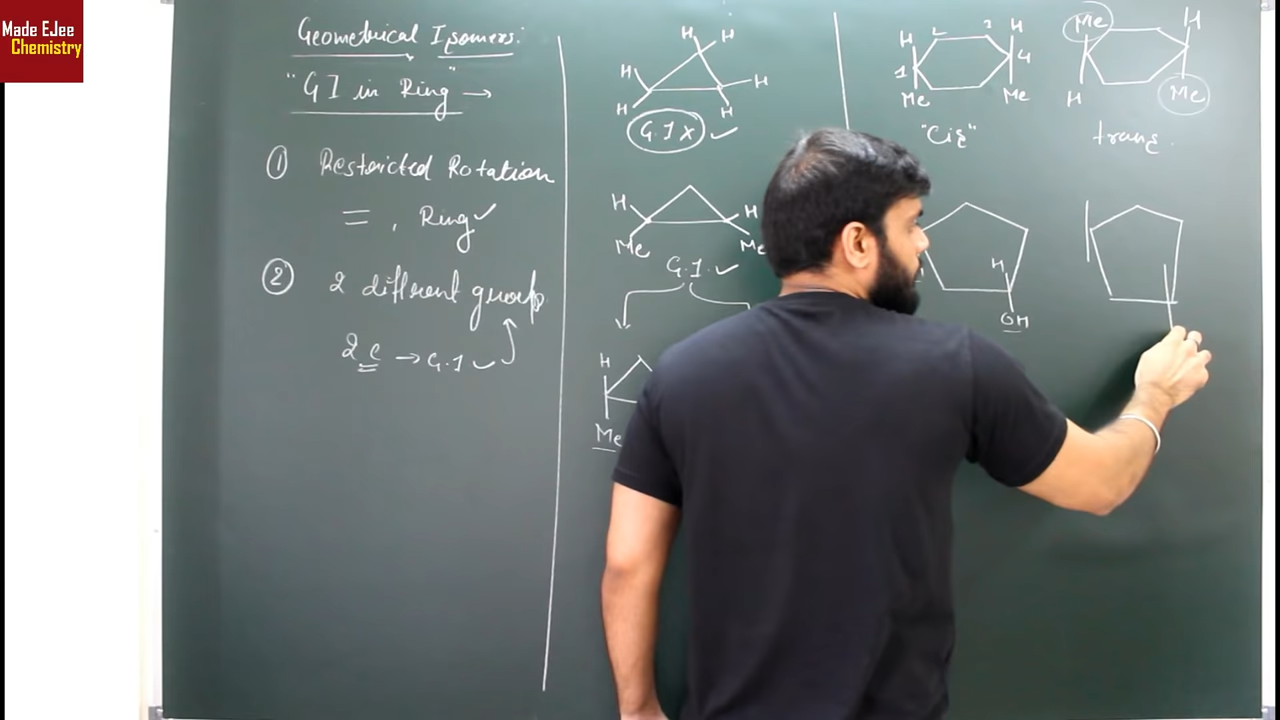 Made EJee
Chemistry
Geometrical Isomers:
"GI in Ring" →
① Restricted Rotation
= , Ring ✓
② 2 different group.
2 C → G.I ✓
H H
H H
H H
G.I X ✓
H H
Me Me
G.I. ✓
H
Me
H 2 3 H
1 4
Me Me
"Cis"
Me H
H Me
trans.
H
OH